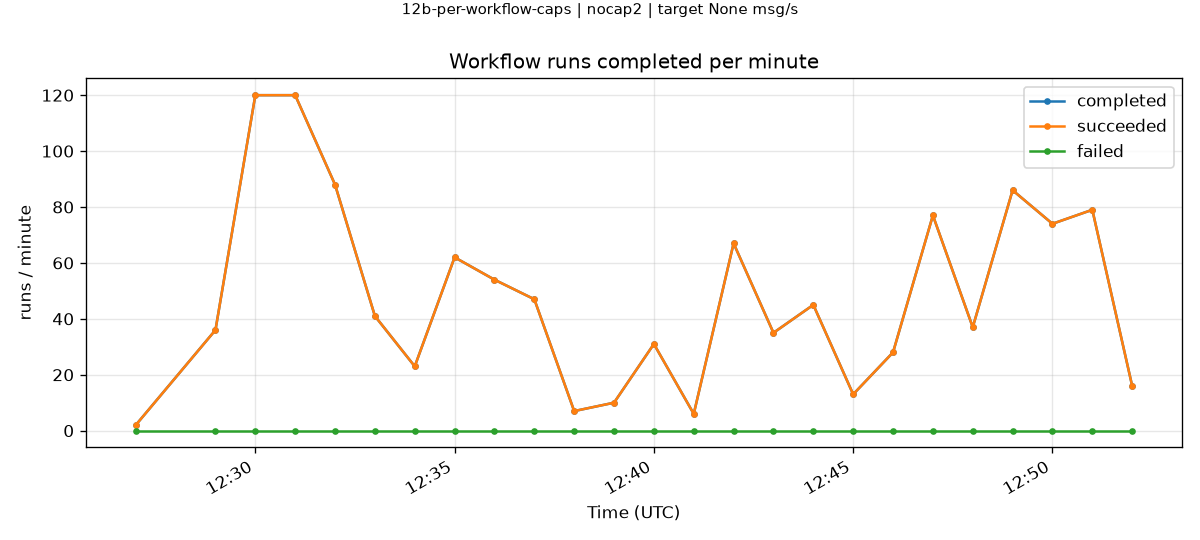 12b-per-workflow-caps | nocap2 | target None msg/s
Workflow runs completed per minute
completed
succeeded
failed
runs / minute
120
100
80
60
40
20
0
12:30
12:35
12:40
12:45
12:50
Time (UTC)